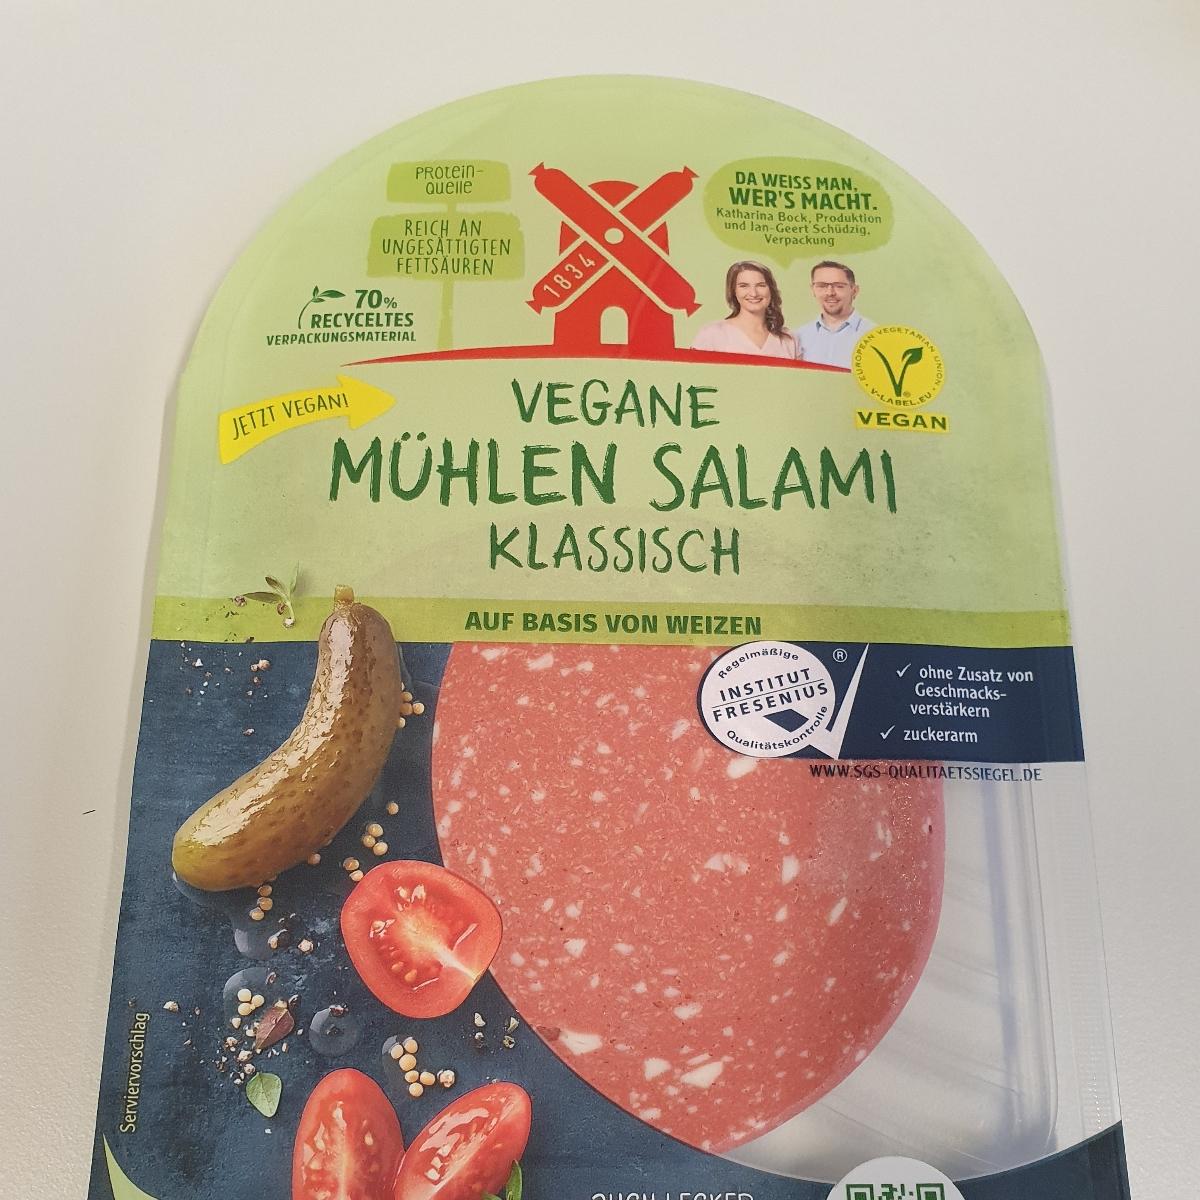 PROTEIN-
QUELLE
REICH AN
UNGESÄTTIGTEN
FETTSÄUREN
70%
RECYCELTES
VERPACKUNGSMATERIAL
1834
DA WEISS MAN,
WER'S MACHT.
Katharina Bock, Produktion
und Jan-Geert Schüdzig,
Verpackung
EUROPEAN VEGETARIAN UNION
V-LABEL.EU
VEGAN
JETZT VEGAN!
VEGANE
MÜHLEN SALAMI
KLASSISCH
AUF BASIS VON WEIZEN
Regelmäßige
INSTITUT
FRESENIUS
Qualitätskontrolle
®
✓ ohne Zusatz von
Geschmacks-
verstärkern
✓ zuckerarm
WWW.SGS-QUALITAETSSIEGEL.DE
Serviervorschlag
AUCH LECKER